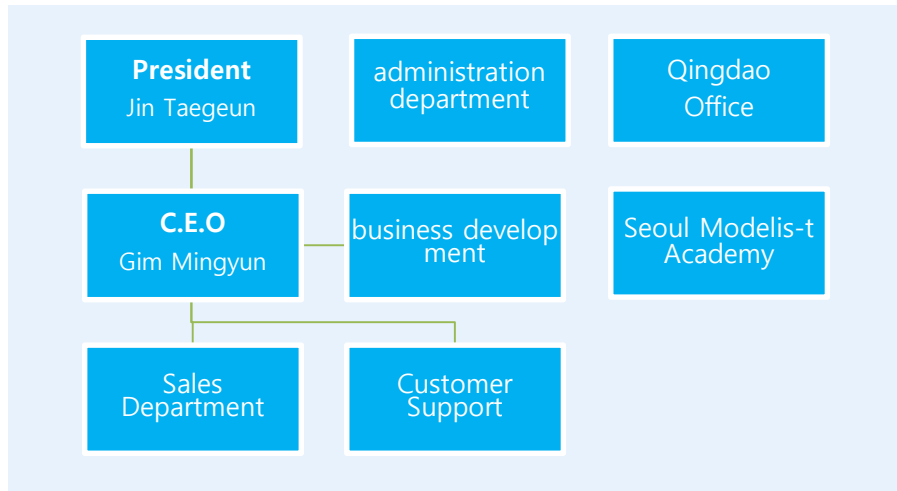 President
Jin Taegeun
administration
department
Qingdao
Office
C.E.O
Gim Mingyun
business develop
ment
Seoul Modelis-t
Academy
Sales
Department
Customer
Support